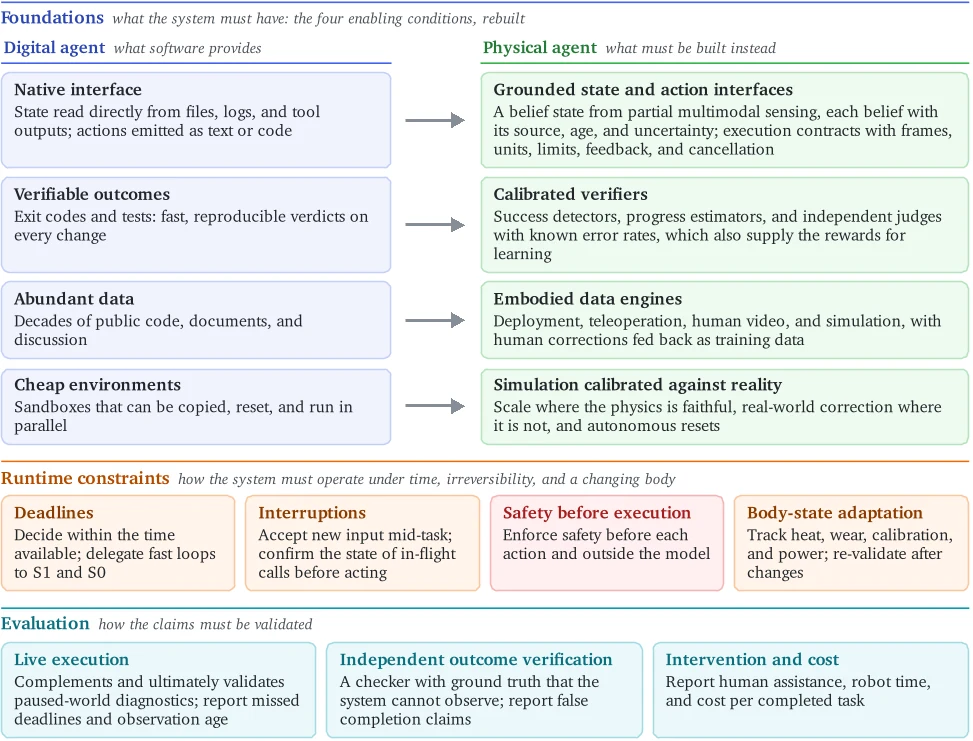 Foundations what the system must have: the four enabling conditions, rebuilt
Digital agent what software provides
Physical agent what must be built instead
Native interface
State read directly from files, logs, and tool
outputs; actions emitted as text or code
Grounded state and action interfaces
A belief state from partial multimodal sensing, each belief with
its source, age, and uncertainty; execution contracts with frames,
units, limits, feedback, and cancellation
Verifiable outcomes
Exit codes and tests: fast, reproducible verdicts on
every change
Calibrated verifiers
Success detectors, progress estimators, and independent judges
with known error rates, which also supply the rewards for
learning
Abundant data
Decades of public code, documents, and
discussion
Embodied data engines
Deployment, teleoperation, human video, and simulation, with
human corrections fed back as training data
Cheap environments
Sandboxes that can be copied, reset, and run in
parallel
Simulation calibrated against reality
Scale where the physics is faithful, real-world correction where
it is not, and autonomous resets
Runtime constraints how the system must operate under time, irreversibility, and a changing body
Deadlines
Decide within the time
available; delegate fast loops
to S1 and S0
Interruptions
Accept new input mid-task;
confirm the state of in-flight
calls before acting
Safety before execution
Enforce safety before each
action and outside the model
Body-state adaptation
Track heat, wear, calibration,
and power; re-validate after
changes
Evaluation how the claims must be validated
Live execution
Complements and ultimately validates
paused-world diagnostics; report missed
deadlines and observation age
Independent outcome verification
A checker with ground truth that the
system cannot observe; report false
completion claims
Intervention and cost
Report human assistance, robot time,
and cost per completed task